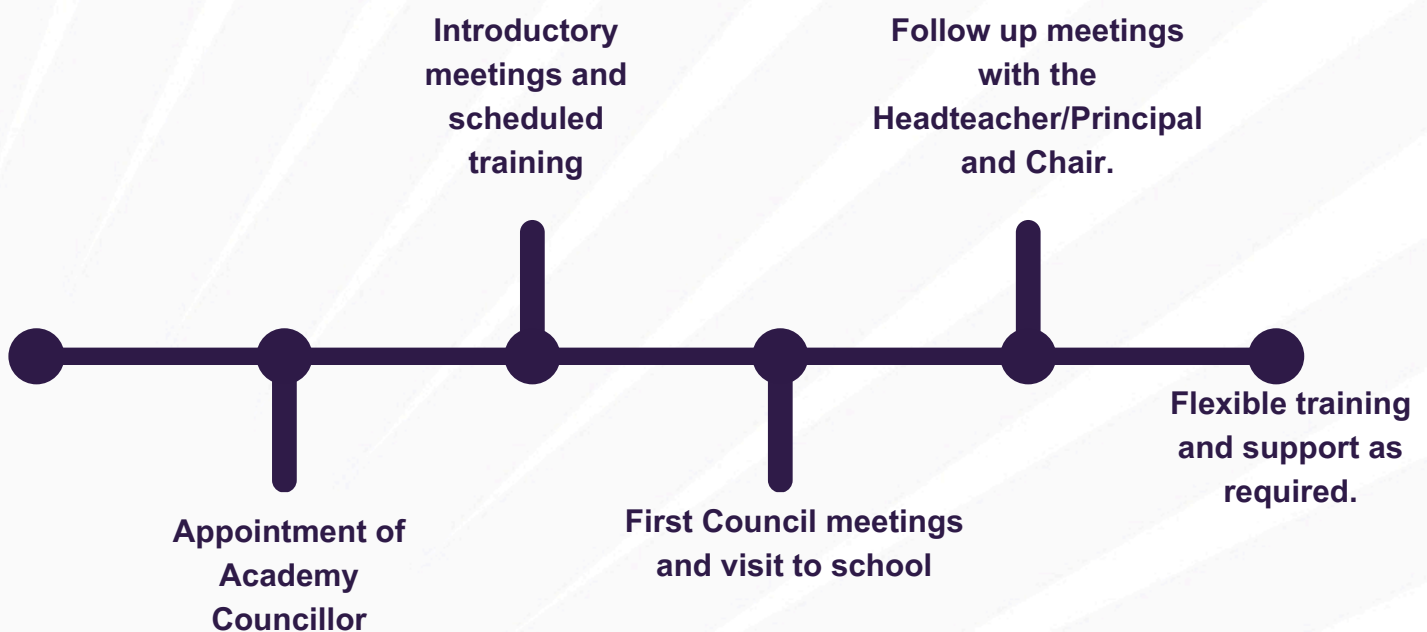 Introductory
meetings and
scheduled
training
Follow up meetings
with the
Headteacher/Principal
and Chair.
Flexible training
and support as
required.
Appointment of
Academy
Councillor
First Council meetings
and visit to school